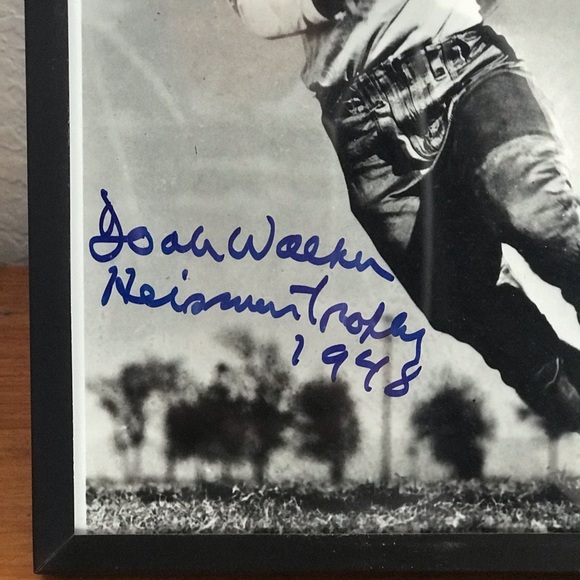 Doak Walker
Heisman Trophy
1948